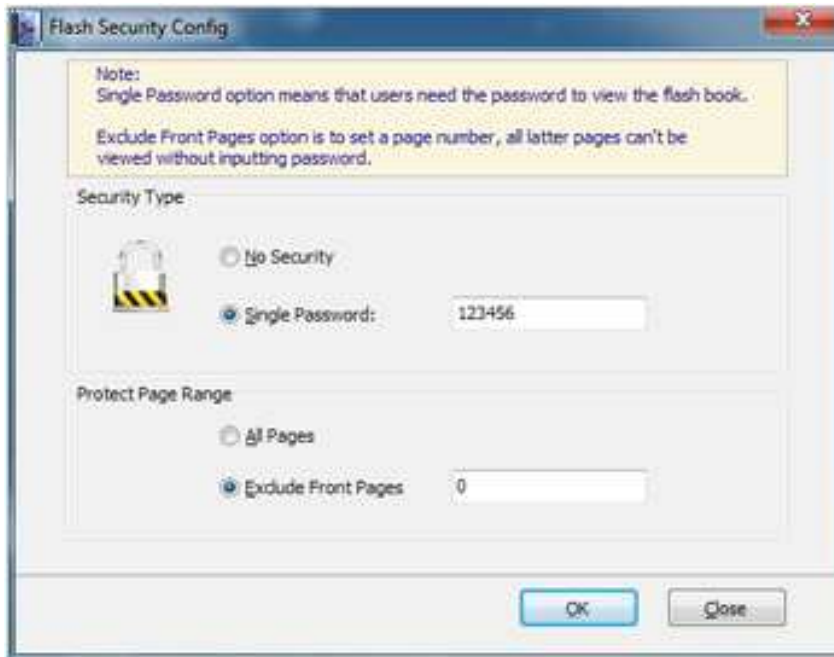 Flash Security Config
Note:
Single Password option means that users need the password to view the flash book.
Exclude Front Pages option is to set a page number, all latter pages can't be
viewed without inputting password.
Security Type
No Security
Single Password:
123456
Protect Page Range
All Pages
Exclude Front Pages
0
OK
Close